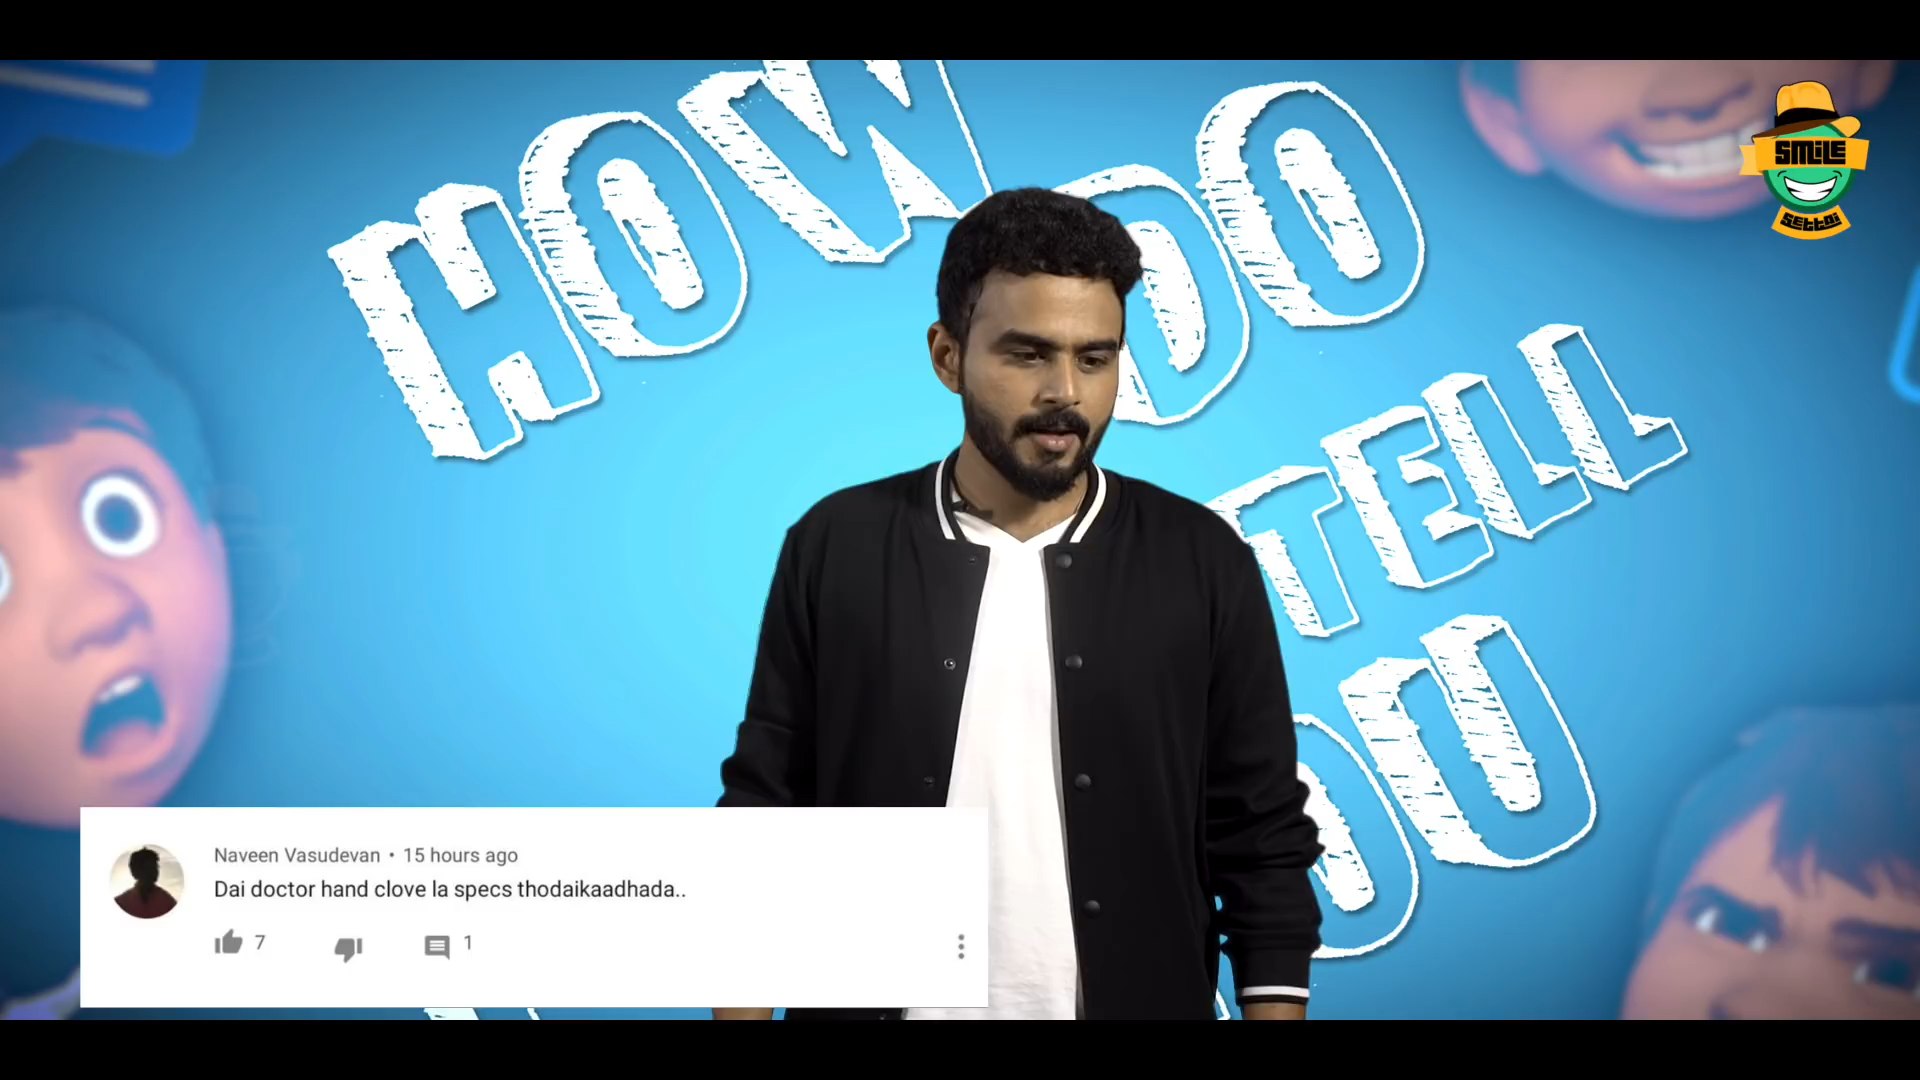 HOW
DO
TELL
SMiLE
SETTAi
Naveen Vasudevan • 15 hours ago
Dai doctor hand clove la specs thodaikaadhada..
7
1